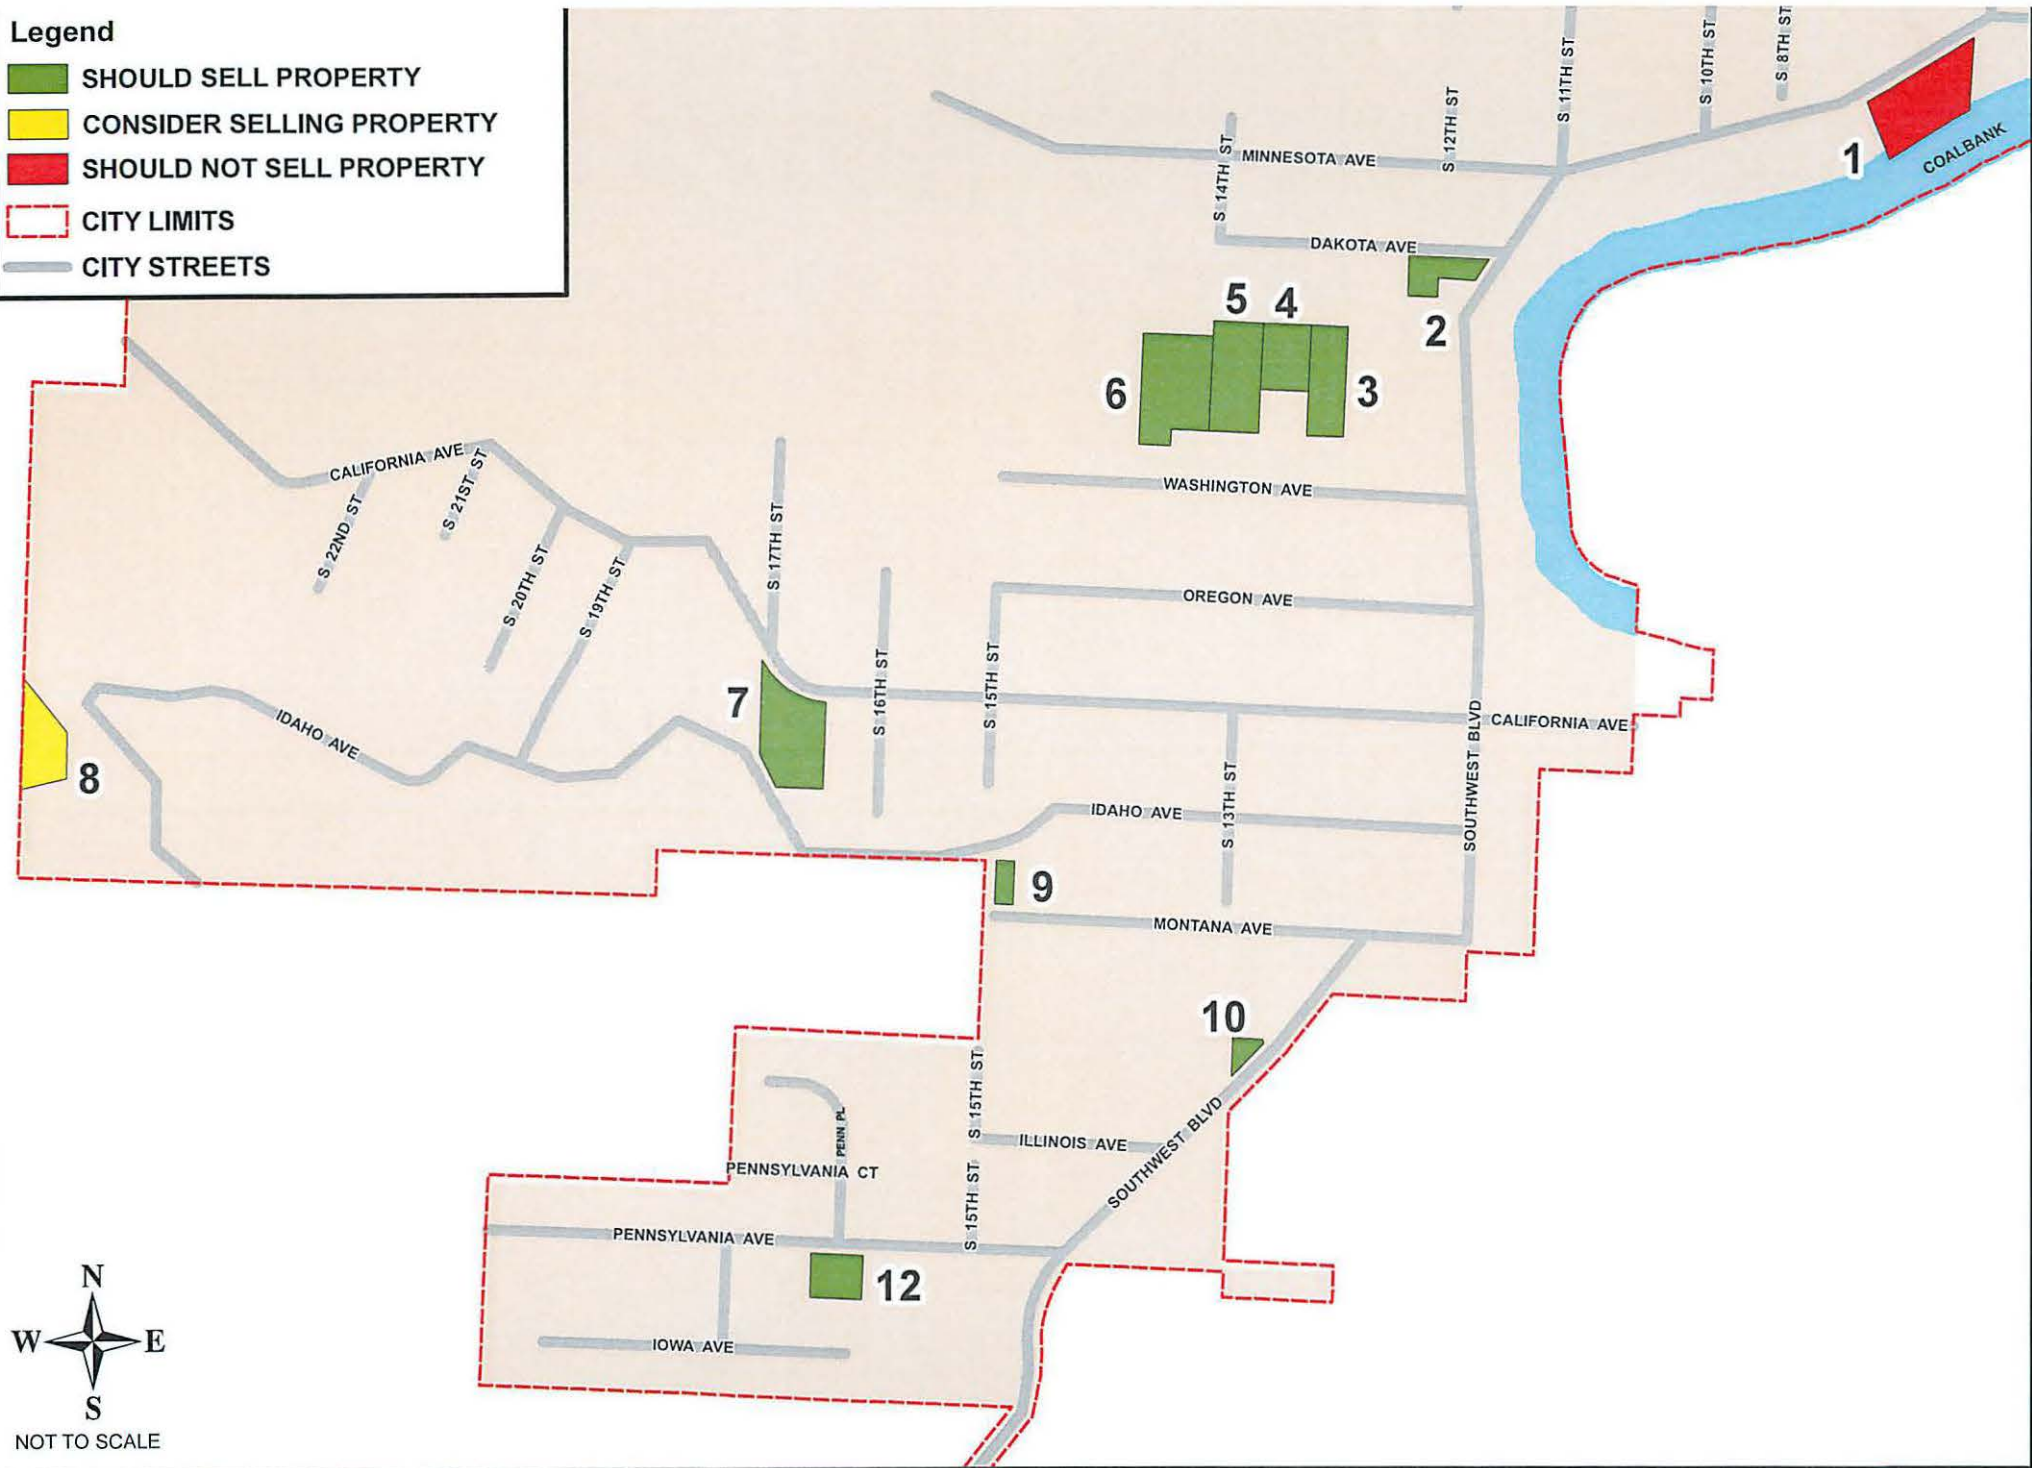 Legend
SHOULD SELL PROPERTY
CONSIDER SELLING PROPERTY
SHOULD NOT SELL PROPERTY
CITY LIMITS
CITY STREETS
S 11TH ST
S 10TH ST
S 8TH ST
S 12TH ST
S 14TH ST
MINNESOTA AVE
1
COALBANK
DAKOTA AVE
5
4
2
6
3
CALIFORNIA AVE
S 21ST ST
S 22ND ST
WASHINGTON AVE
S 17TH ST
S 20TH ST
S 19TH ST
OREGON AVE
S 16TH ST
S 15TH ST
7
IDAHO AVE
8
CALIFORNIA AVE
SOUTHWEST BLVD
S 13TH ST
IDAHO AVE
9
MONTANA AVE
10
S 15TH ST
PENN PL
ILLINOIS AVE
SOUTHWEST BLVD
PENNSYLVANIA CT
S 15TH ST
PENNSYLVANIA AVE
12
IOWA AVE
N
W E
S
NOT TO SCALE